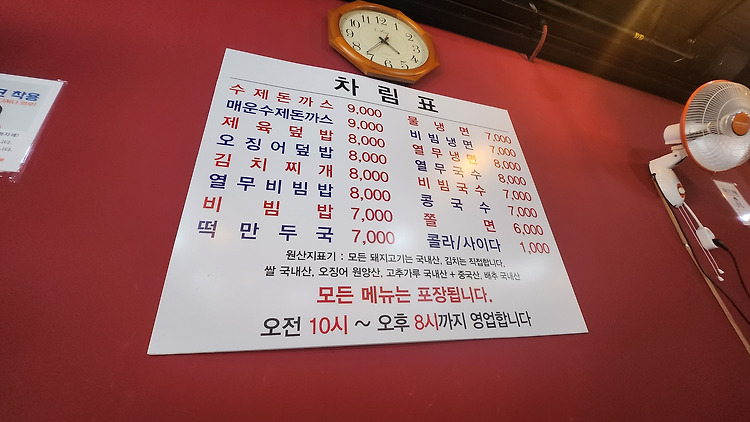 크 착용
차 림 표
수 제 돈 까 스 9,000
매운수제돈까스 9,000
제 육 덮 밥 8,000
오 징 어 덮 밥 8,000
김 치 찌 개 8,000
열 무 비 빔 밥 8,000
비 빔 밥 7,000
떡 만 두 국 7,000
물 냉 면 7,000
비 빔 냉 면 7,000
열 무 냉 면 8,000
열 무 국 수 8,000
비 빔 국 수 7,000
콩 국 수 7,000
쫄 면 6,000
콜라/사이다 1,000
원산지표기 : 모든 돼지고기는 국내산, 김치는 직접합니다.
쌀 국내산, 오징어 원양산, 고추가루 국내산 + 중국산, 배추 국내산
모든 메뉴는 포장됩니다.
오전 10시 ~ 오후 8시까지 영업합니다